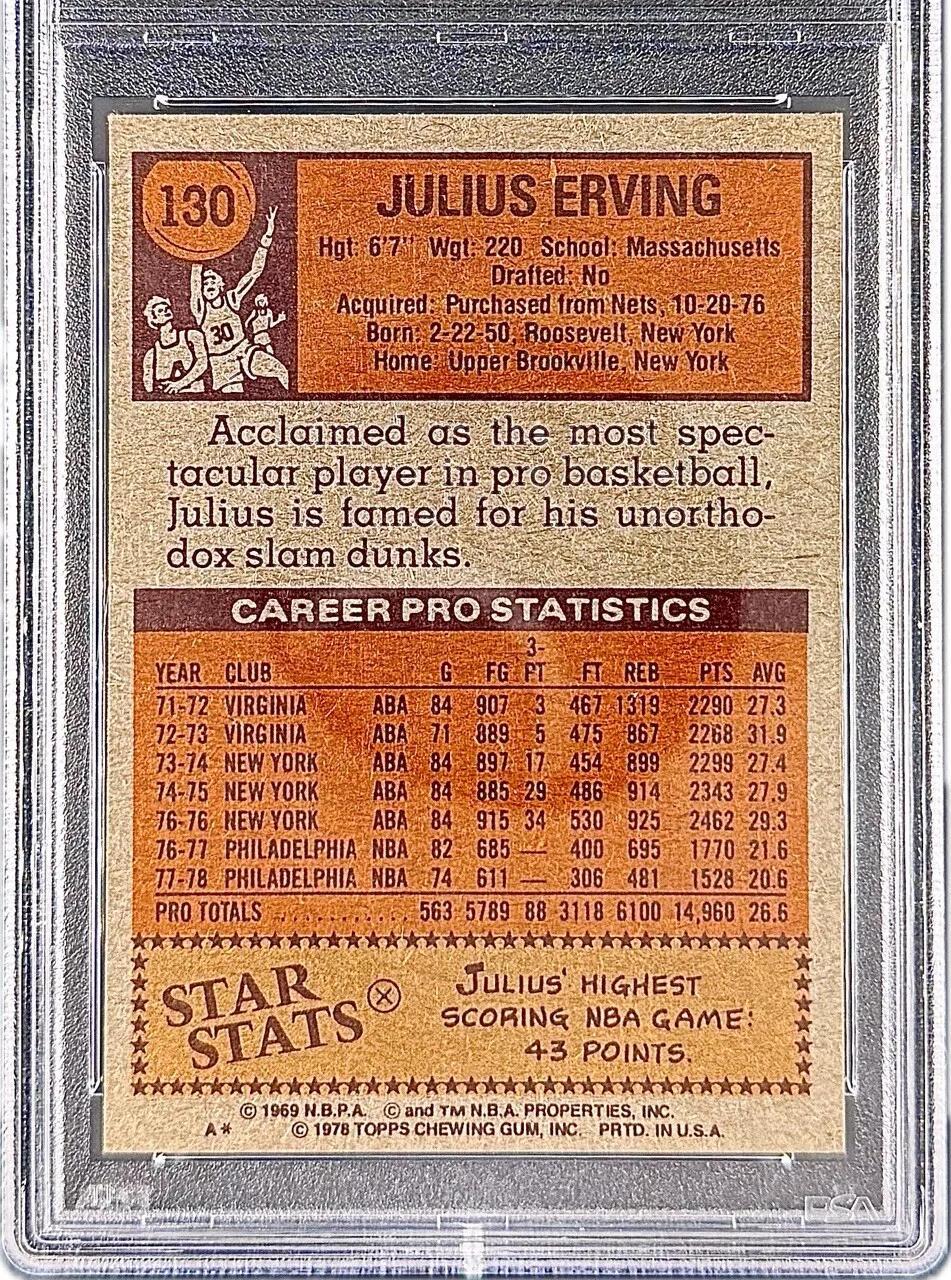 130
JULIUS ERVING
Hgt: 6'7" Wgt: 220 School: Massachusetts
Drafted: No
Acquired: Purchased from Nets, 10-20-76
Born: 2-22-50, Roosevelt, New York
Home: Upper Brookville, New York
30
Acclaimed as the most spec-
tacular player in pro basketball,
Julius is famed for his unortho-
dox slam dunks.
CAREER PRO STATISTICS
YEAR CLUB G FG 3-PT FT REB PTS AVG
71-72 VIRGINIA ABA 84 907 3 467 1319 2290 27.3
72-73 VIRGINIA ABA 71 889 5 475 867 2268 31.9
73-74 NEW YORK ABA 84 897 17 454 899 2299 27.4
74-75 NEW YORK ABA 84 885 29 486 914 2343 27.9
76-76 NEW YORK ABA 84 915 34 530 925 2462 29.3
76-77 PHILADELPHIA NBA 82 685 — 400 695 1770 21.6
77-78 PHILADELPHIA NBA 74 611 — 306 481 1528 20.6
PRO TOTALS ........... 563 5789 88 3118 6100 14,960 26.6
STAR
STATS
JULIUS' HIGHEST
SCORING NBA GAME:
43 POINTS.
© 1969 N.B.P.A. © and TM N.B.A. PROPERTIES, INC.
A* © 1978 TOPPS CHEWING GUM, INC. PRTD. IN U.S.A.
PSA